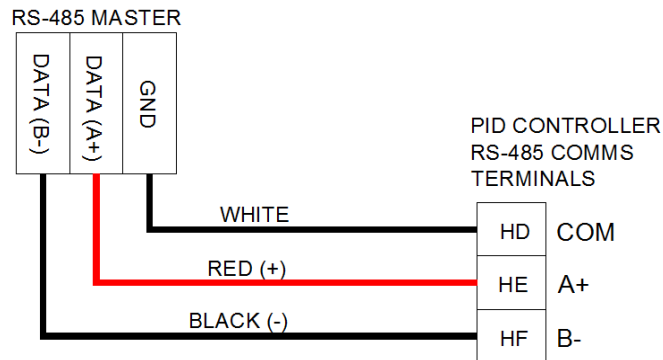 RS-485 MASTER
DATA (B-)
DATA (A+)
GND
PID CONTROLLER
RS-485 COMMS
TERMINALS
WHITE
HD COM
RED (+)
HE A+
BLACK (-)
HF B-